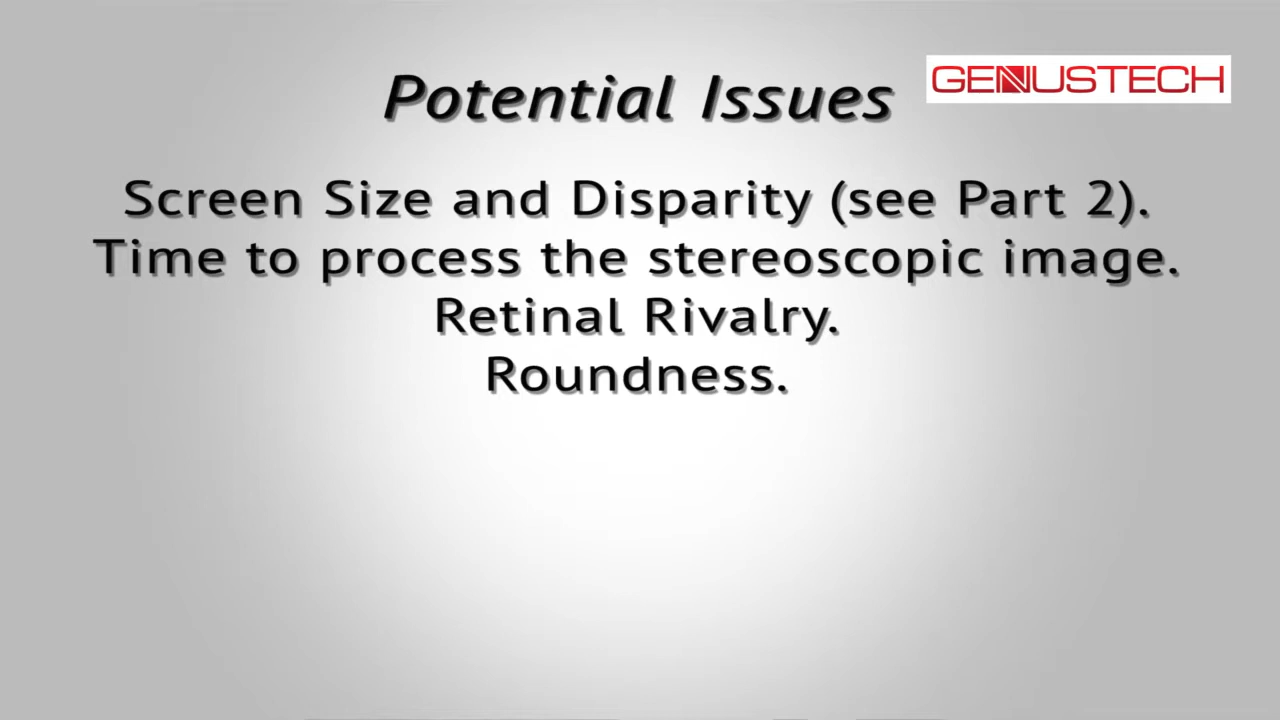 Potential Issues
GENUSTECH
Screen Size and Disparity (see Part 2).
Time to process the stereoscopic image.
Retinal Rivalry.
Roundness.